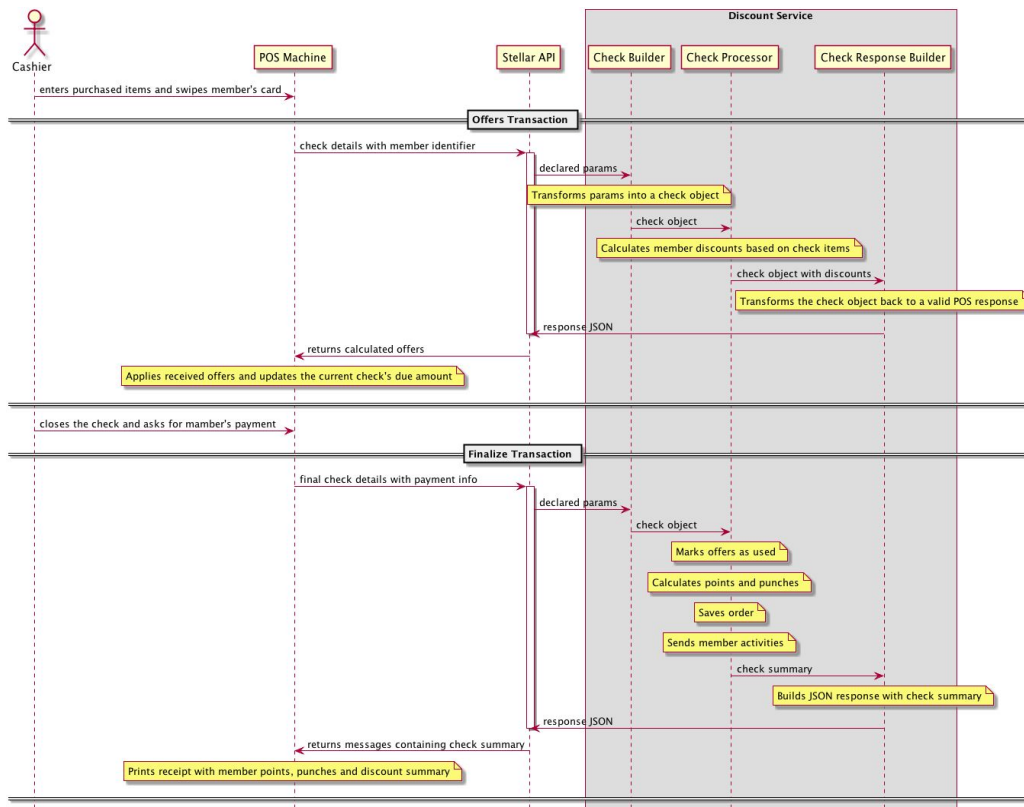 Discount Service
Cashier
POS Machine
Stellar API
Check Builder
Check Processor
Check Response Builder
enters purchased items and swipes member's card
Offers Transaction
check details with member identifier
declared params
Transforms params into a check object
check object
Calculates member discounts based on check items
check object with discounts
Transforms the check object back to a valid POS response
response JSON
returns calculated offers
Applies received offers and updates the current check's due amount
closes the check and asks for mamber's payment
Finalize Transaction
final check details with payment info
declared params
check object
Marks offers as used
Calculates points and punches
Saves order
Sends member activities
check summary
Builds JSON response with check summary
response JSON
returns messages containing check summary
Prints receipt with member points, punches and discount summary